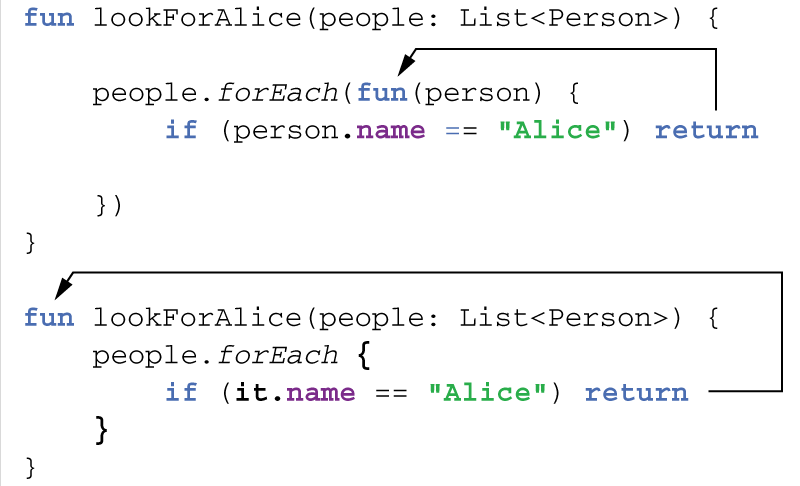 fun lookForAlice(people: List<Person>) {
    people.forEach(fun(person) {
        if (person.name == "Alice") return
    })
}
fun lookForAlice(people: List<Person>) {
    people.forEach {
        if (it.name == "Alice") return
    }
}